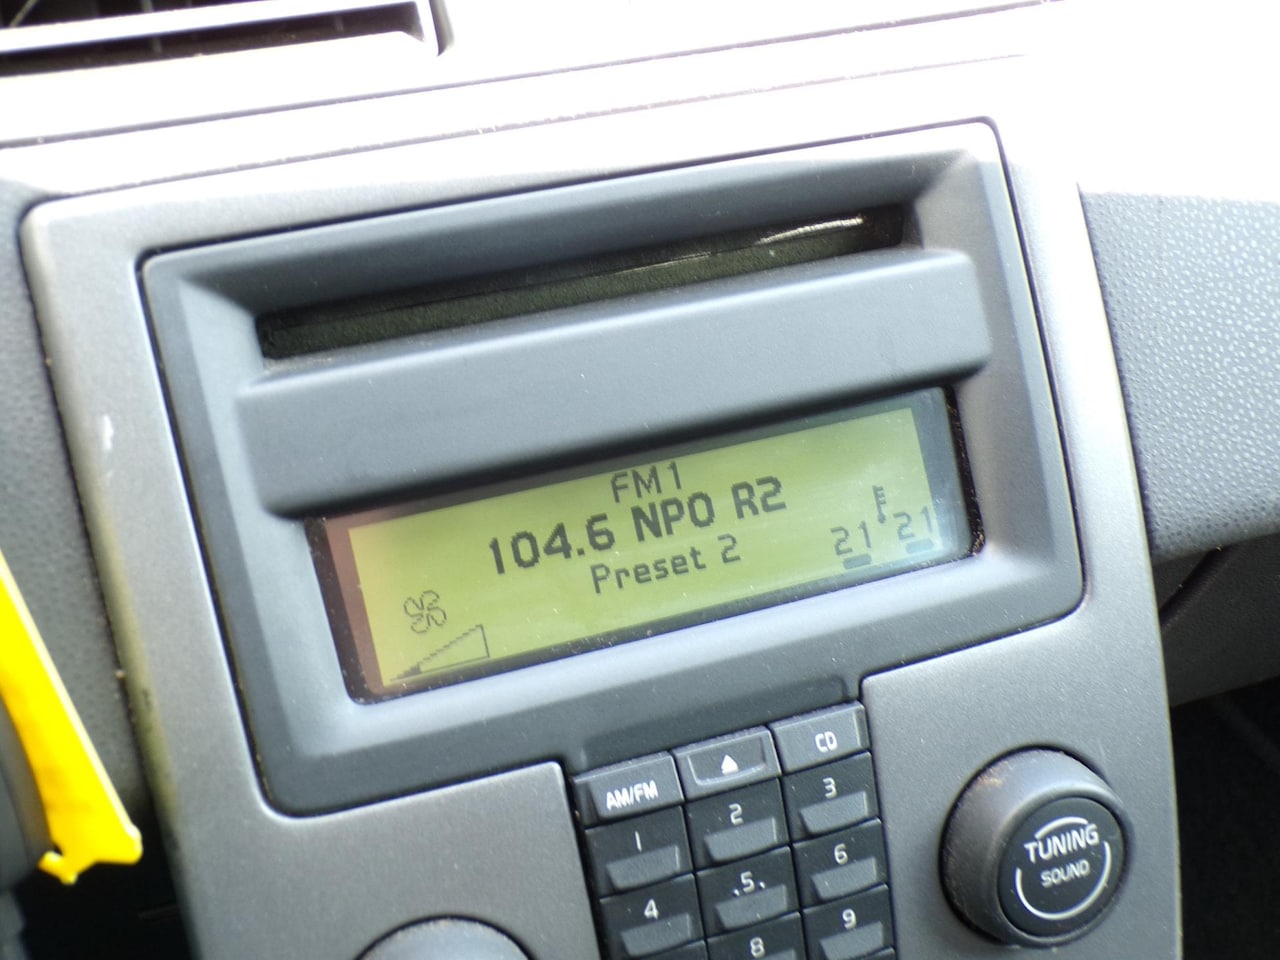 FM1
104.6 NPO R2
Preset 2
21 21
AM/FM
CD
1
2
3
4
.5.
6
8
9
TUNING
SOUND